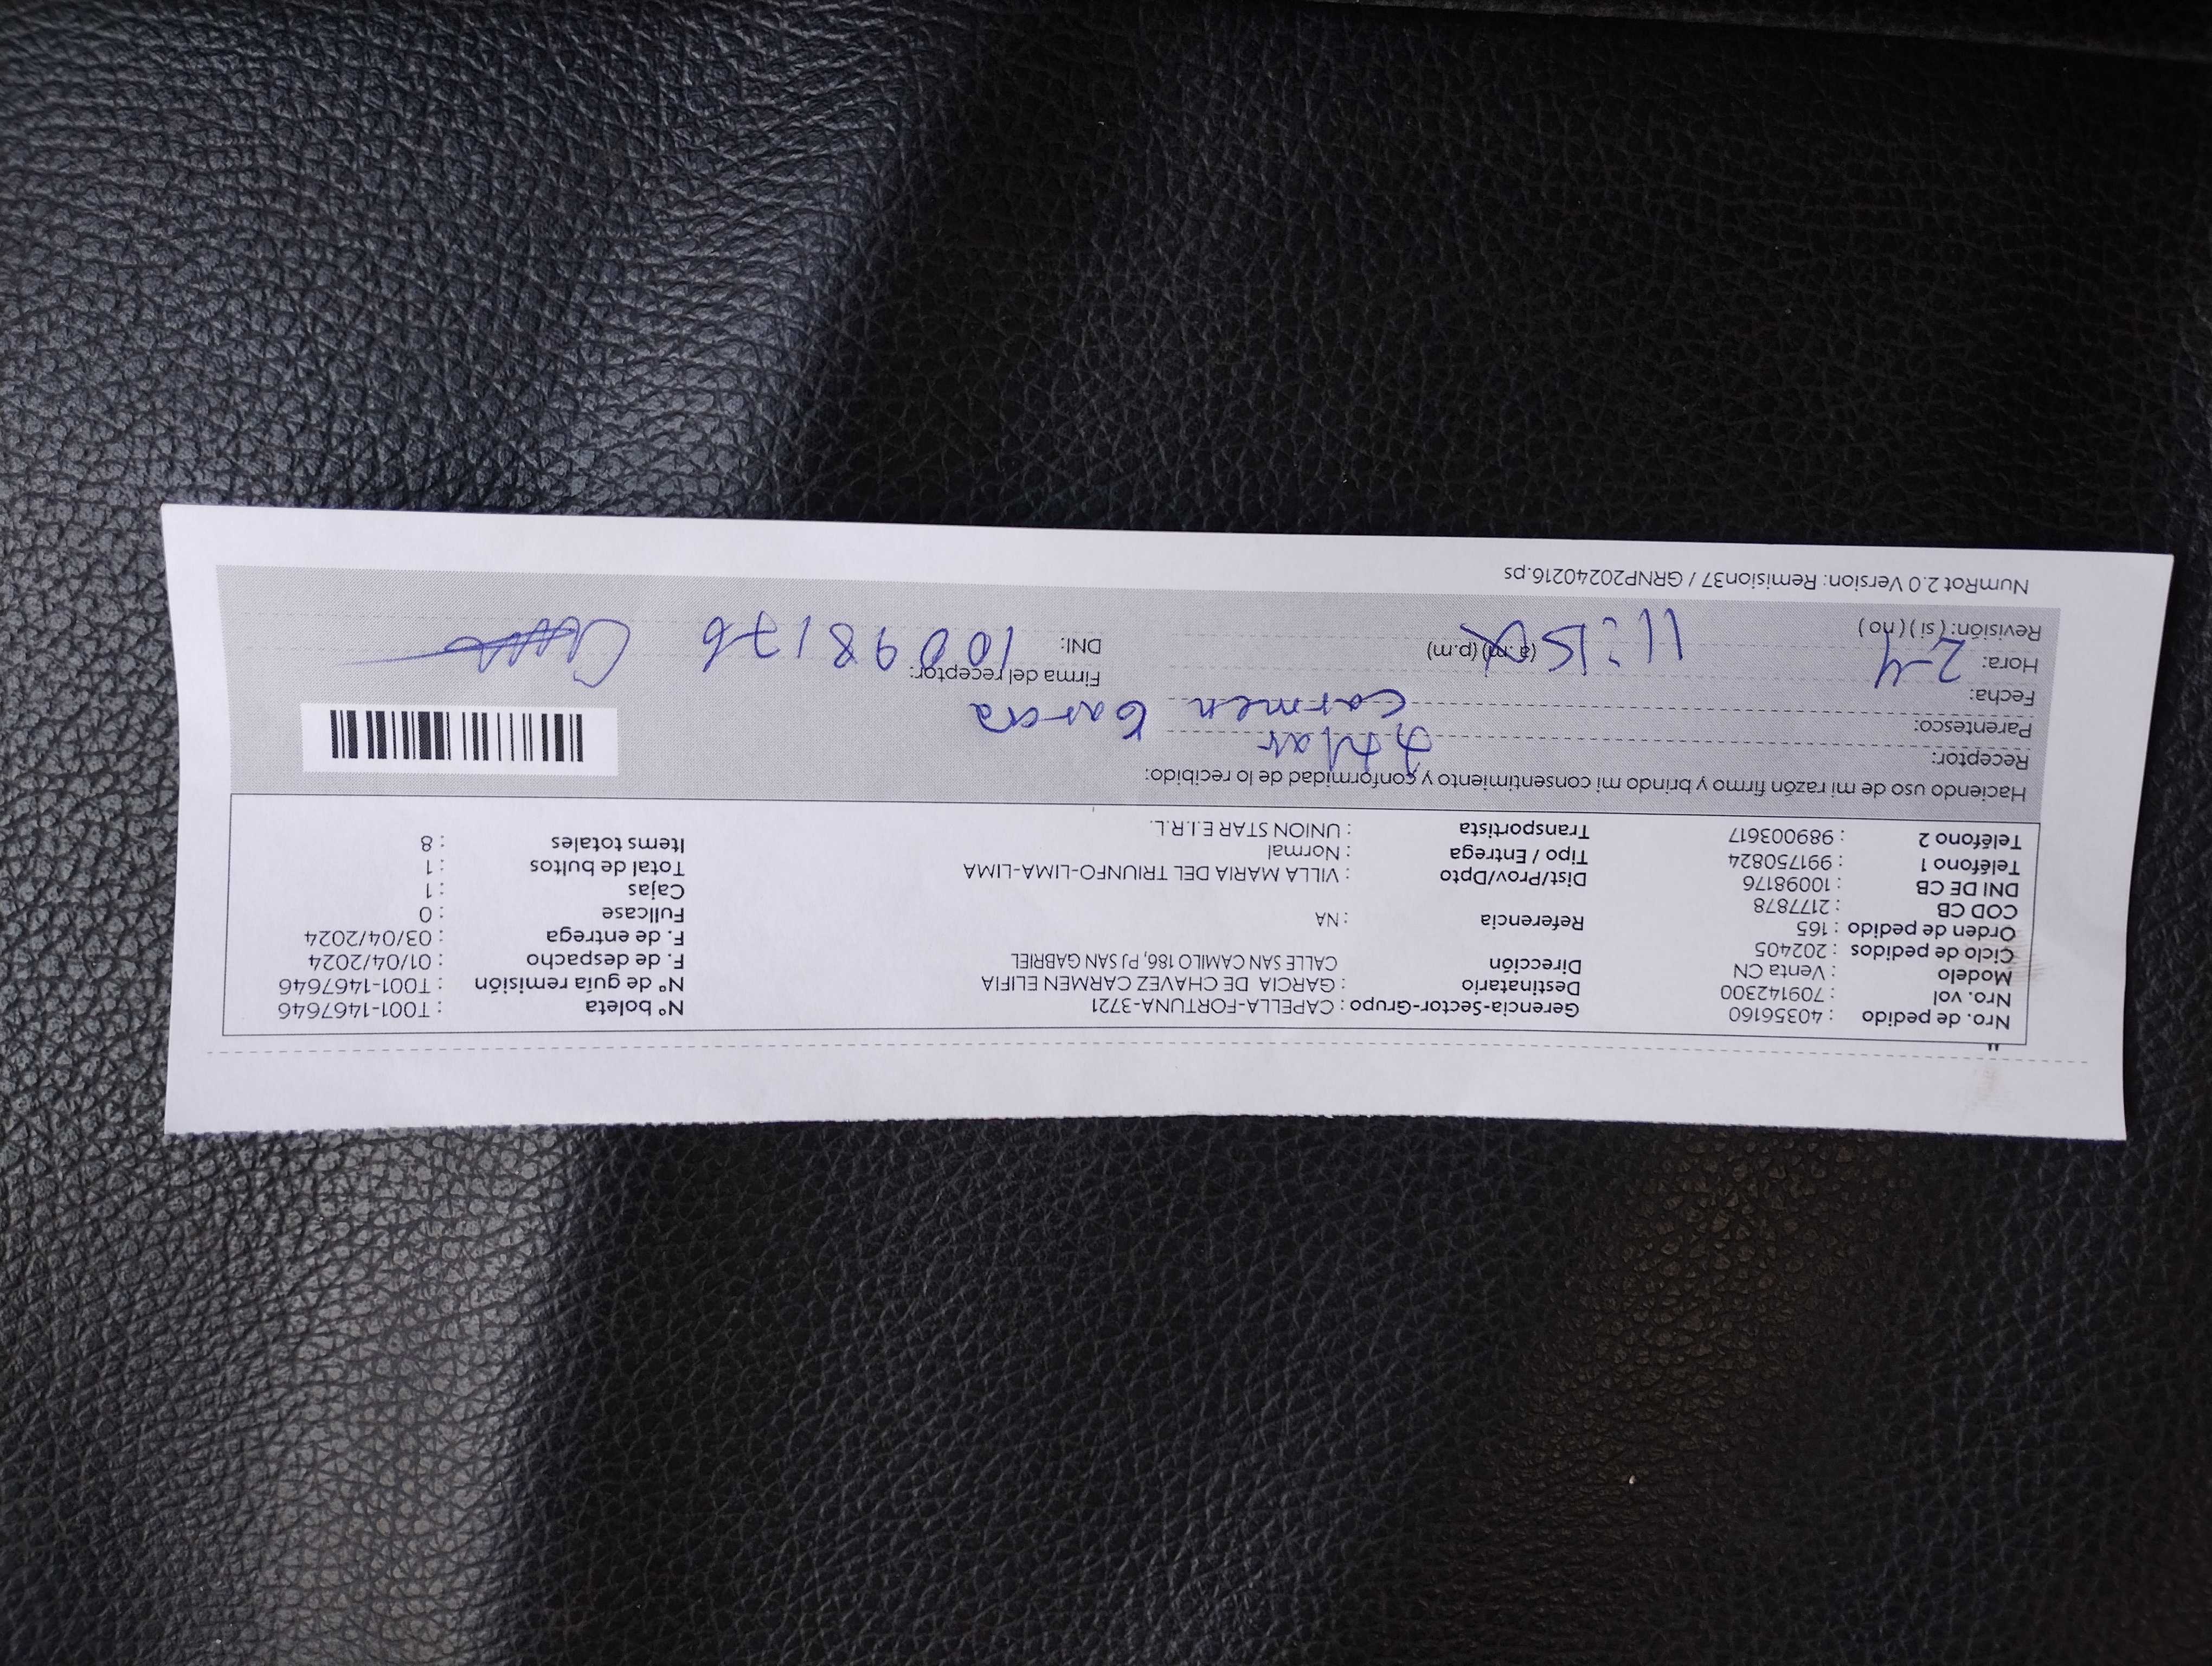 Nro. de pedido : 40356160 Gerencia-Sector-Grupo : CAPELLA-FORTUNA-3721 Nº boleta : T001-1467646
Nro. vol : 709142300 Destinatario : GARCIA DE CHAVEZ CARMEN ELIFIA Nº de guía remisión : T001-1467646
Modelo : Venta CN Dirección CALLE SAN CAMILO 186, PJ SAN GABRIEL F. de despacho : 01/04/2024
Ciclo de pedidos : 202405 F. de entrega : 03/04/2024
Orden de pedido : 165 Referencia : NA Fullcase : 0
COD CB : 2177878 Cajas : 1
DNI DE CB : 10098176 Dist/Prov/Dpto : VILLA MARIA DEL TRIUNFO-LIMA-LIMA Total de bultos : 1
Teléfono 1 : 991750824 Tipo / Entrega : Normal Items totales : 8
Teléfono 2 : 989003617 Transportista : UNION STAR E.I.R.L.
Haciendo uso de mi razón firmo y brindo mi consentimiento y conformidad de lo recibido:
Receptor:
Parentesco: titular
Fecha: Carmen Garcia
Hora: 2-4 11:15 (a.m) (p.m) Firma del receptor:
Revisión: (si) (no) DNI: 10098176
NumRot 2.0 Version: Remision37 / GRNP20240216.ps